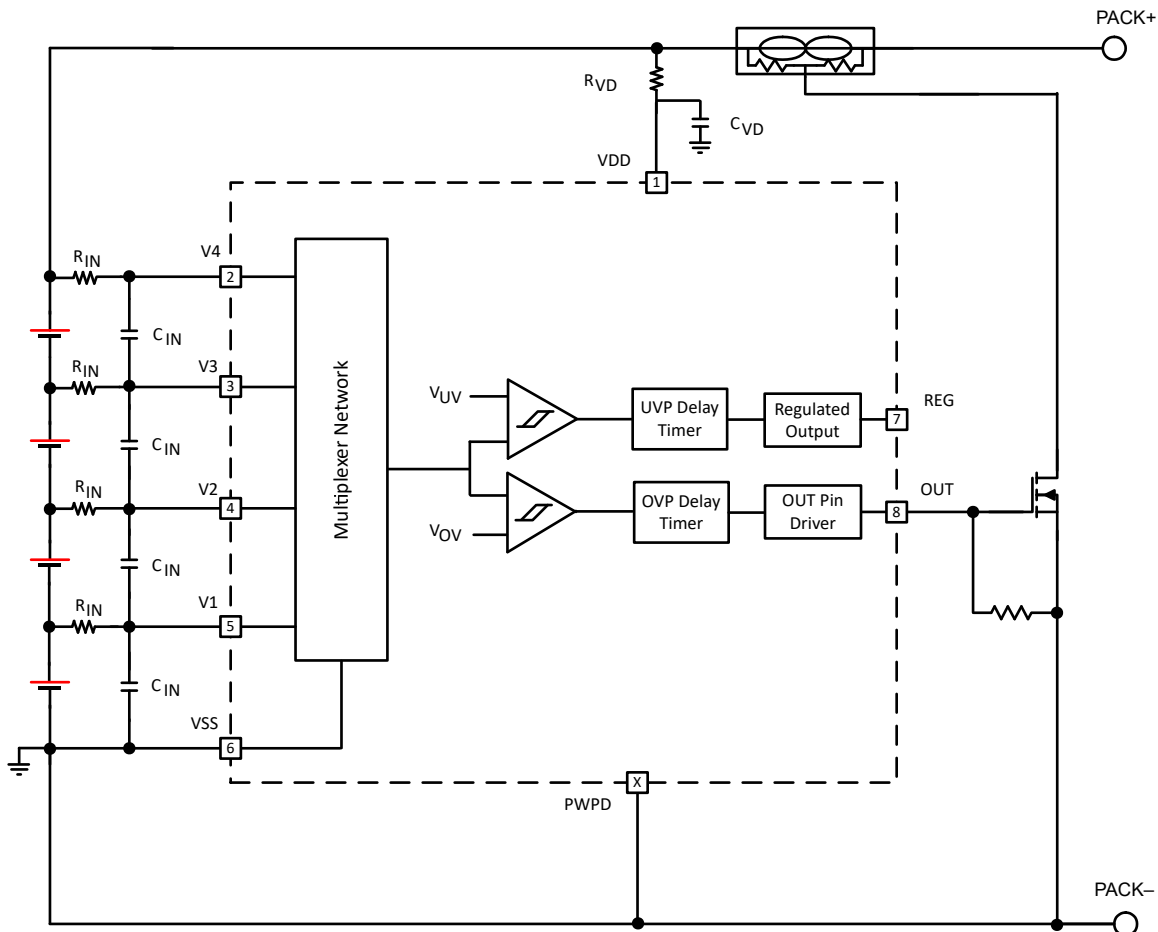 PACK+
RVD
CVD
VDD
1
RIN
V4
2
CIN
RIN
V3
3
CIN
RIN
V2
4
CIN
RIN
V1
5
CIN
VSS
6
Multiplexer Network
VUV
UVP Delay
Timer
Regulated
Output
REG
7
VOV
OVP Delay
Timer
OUT Pin
Driver
OUT
8
X
PWPD
PACK–